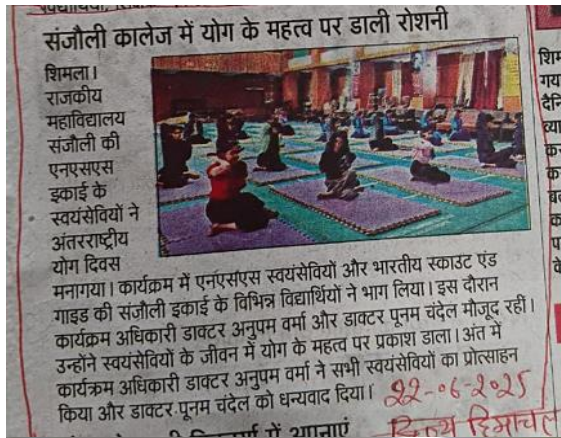 संजौली कालेज में योग के महत्व पर डाली रोशनी
शिमला।
राजकीय
महाविद्यालय
संजौली की
एनएसएस
इकाई के
स्वयंसेवियों ने
अंतरराष्ट्रीय
योग दिवस
मनागया। कार्यक्रम में एनएसएस स्वयंसेवियों और भारतीय स्काउट एंड
गाइड की संजौली इकाई के विभिन्न विद्यार्थियों ने भाग लिया। इस दौरान
कार्यक्रम अधिकारी डाक्टर अनुपम वर्मा और डाक्टर पूनम चंदेल मौजूद रहीं।
उन्होंने स्वयंसेवियों के जीवन में योग के महत्व पर प्रकाश डाला। अंत में
कार्यक्रम अधिकारी डाक्टर अनुपम वर्मा ने सभी स्वयंसेवियों का प्रोत्साहन
किया और डाक्टर पूनम चंदेल को धन्यवाद दिया।
22-06-2025
दिव्य हिमाचल